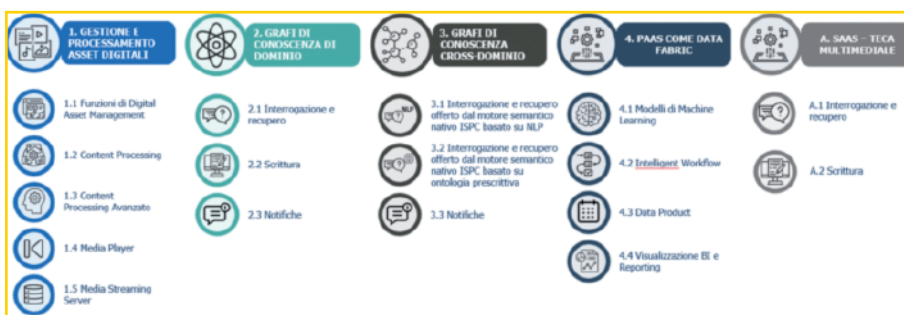 1. GESTIONE E
PROCESSAMENTO
ASSET DIGITALI
1.1 Funzioni di Digital
Asset Management
1.2 Content Processing
1.3 Content
Processing Avanzato
1.4 Media Player
1.5 Media Streaming
Server
2. GRAFI DI
CONOSCENZA DI
DOMINIO
2.1 Interrogazione e
recupero
2.2 Scrittura
2.3 Notifiche
3. GRAFI DI
CONOSCENZA
CROSS-DOMINIO
NLP
3.1 Interrogazione e recupero
offerto dal motore semantico
nativo ISPC basato su NLP
3.2 Interrogazione e recupero
offerto dal motore semantico
nativo ISPC basato su
ontologia prescrittiva
3.3 Notifiche
4. PAAS COME DATA
FABRIC
4.1 Modelli di Machine
Learning
4.2 Intelligent Workflow
4.3 Data Product
4.4 Visualizzazione BI e
Reporting
A. SAAS – TECA
MULTIMEDIALE
A.1 Interrogazione e
recupero
A.2 Scrittura